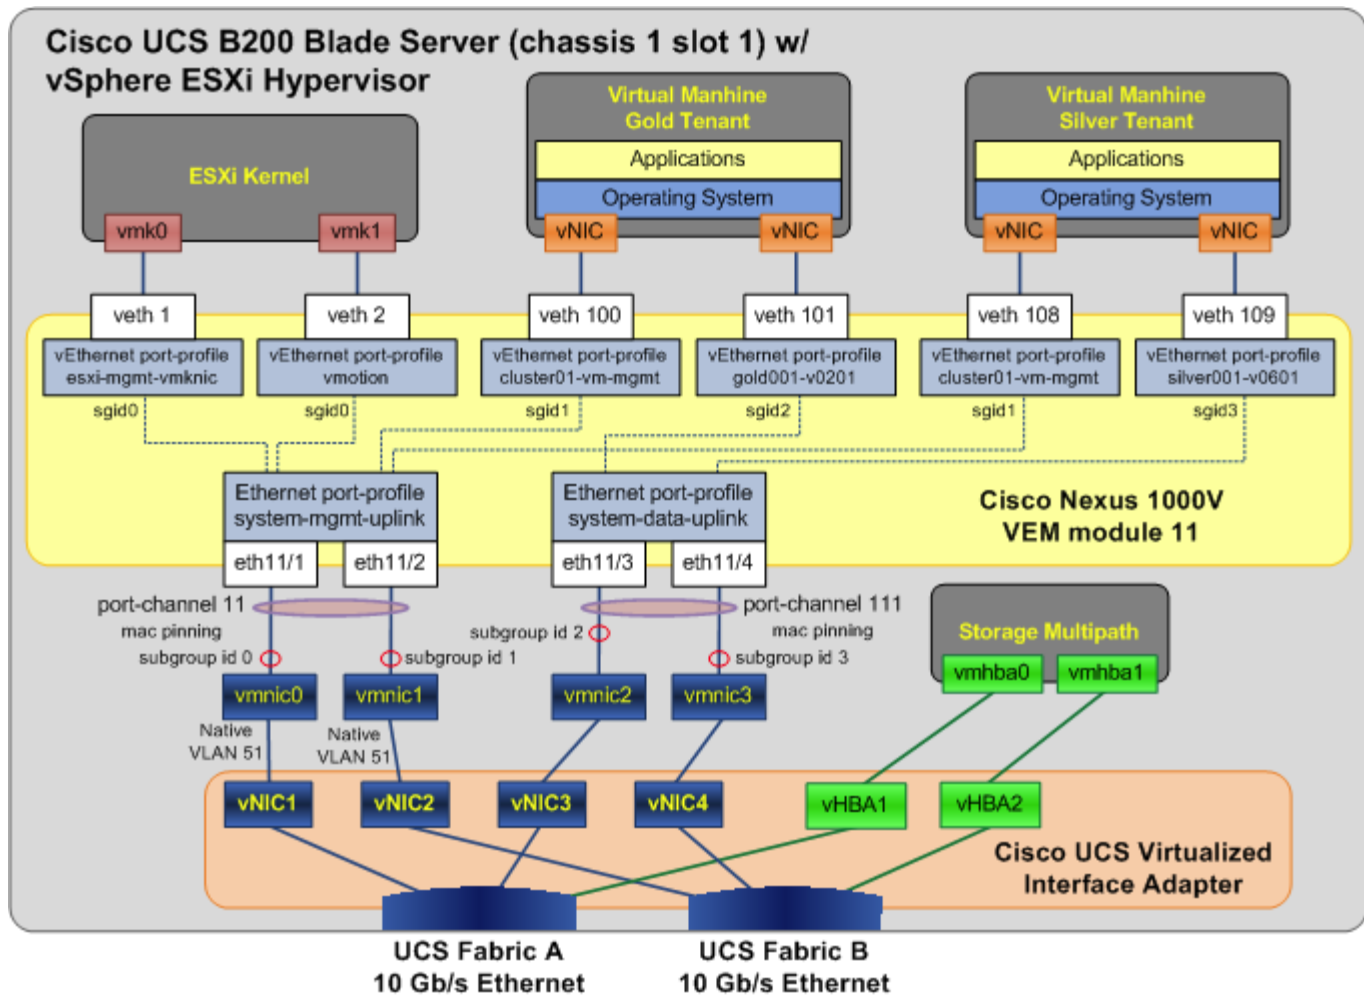 Cisco UCS B200 Blade Server (chassis 1 slot 1) w/
vSphere ESXi Hypervisor
ESXi Kernel
vmk0
vmk1
Virtual Manhine
Gold Tenant
Applications
Operating System
vNIC
vNIC
Virtual Manhine
Silver Tenant
Applications
Operating System
vNIC
vNIC
veth 1
veth 2
veth 100
veth 101
veth 108
veth 109
vEthernet port-profile
esxi-mgmt-vmknic
vEthernet port-profile
vmotion
vEthernet port-profile
cluster01-vm-mgmt
vEthernet port-profile
gold001-v0201
vEthernet port-profile
cluster01-vm-mgmt
vEthernet port-profile
silver001-v0601
sgid0
sgid0
sgid1
sgid2
sgid1
sgid3
Ethernet port-profile
system-mgmt-uplink
Ethernet port-profile
system-data-uplink
Cisco Nexus 1000V
VEM module 11
eth11/1
eth11/2
eth11/3
eth11/4
port-channel 11
mac pinning
subgroup id 0
subgroup id 1
subgroup id 2
port-channel 111
mac pinning
subgroup id 3
Storage Multipath
vmhba0
vmhba1
vmnic0
vmnic1
vmnic2
vmnic3
Native
VLAN 51
Native
VLAN 51
vNIC1
vNIC2
vNIC3
vNIC4
vHBA1
vHBA2
Cisco UCS Virtualized
Interface Adapter
UCS Fabric A
10 Gb/s Ethernet
UCS Fabric B
10 Gb/s Ethernet